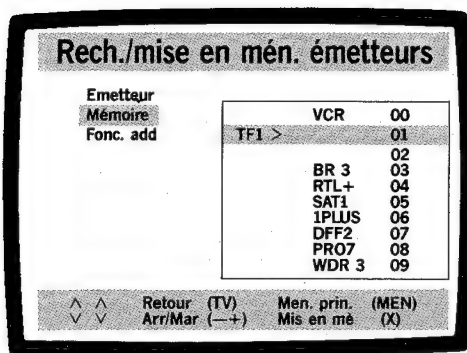 Rech./mise en mén. émetteurs
Emetteur
Mémoire
Fonc. add
VCR 00
TF1 > 01
02
BR 3 03
RTL+ 04
SAT1 05
1PLUS 06
DFF2 07
PRO7 08
WDR 3 09
∧ ∧ Retour (TV) Men. prin. (MEN)
∨ ∨ Arr/Mar (—+) Mis en mè (X)